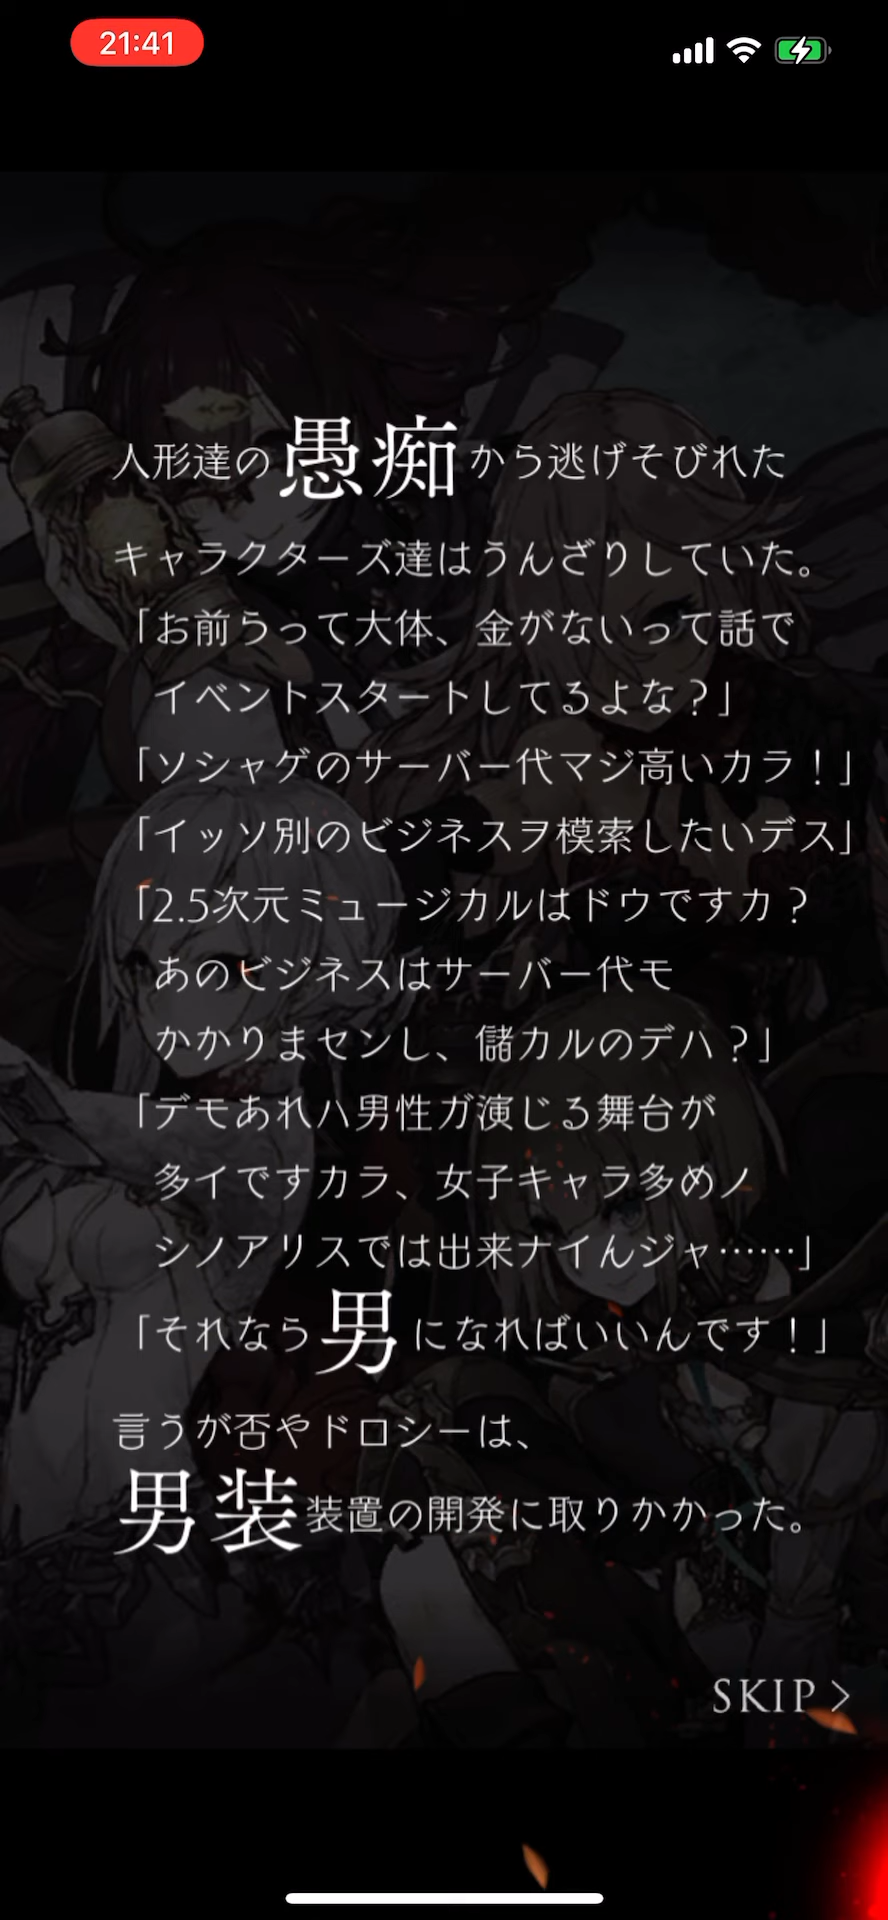 21:41
人形達の愚痴から逃げそびれた
キャラクターズ達はうんざりしていた。
「お前らって大体、金がないって話で
イベントスタートしてるよな？」
「ソシャゲのサーバー代マジ高いカラ！」
「イッソ別のビジネスヲ模索したいデス」
「2.5次元ミュージカルはドウですカ？
あのビジネスはサーバー代モ
かかりまセンし、儲カルのデハ？」
「デモあれハ男性ガ演じる舞台が
多イですカラ、女子キャラ多めノ
シノアリスでは出来ナイんジャ……」
「それなら男になればいいんです！」
言うが否やドロシーは、
男装装置の開発に取りかかった。
SKIP >